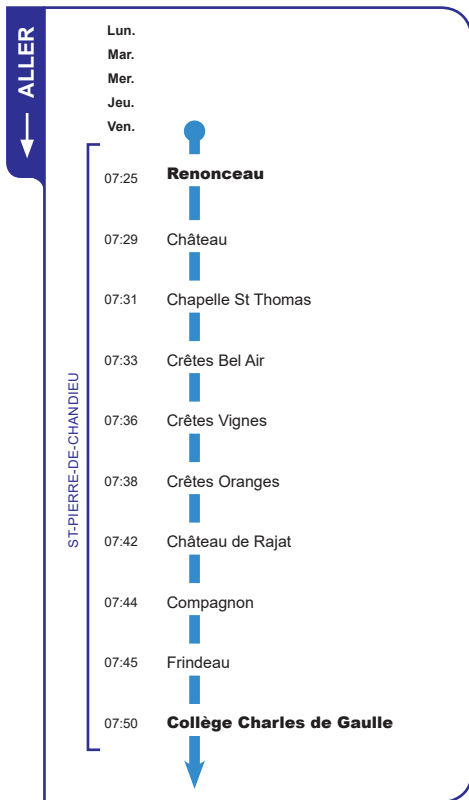 ALLER
Lun.
Mar.
Mer.
Jeu.
Ven.
ST-PIERRE-DE-CHANDIEU
07:25 Renonceau
07:29 Château
07:31 Chapelle St Thomas
07:33 Crêtes Bel Air
07:36 Crêtes Vignes
07:38 Crêtes Oranges
07:42 Château de Rajat
07:44 Compagnon
07:45 Frindeau
07:50 Collège Charles de Gaulle